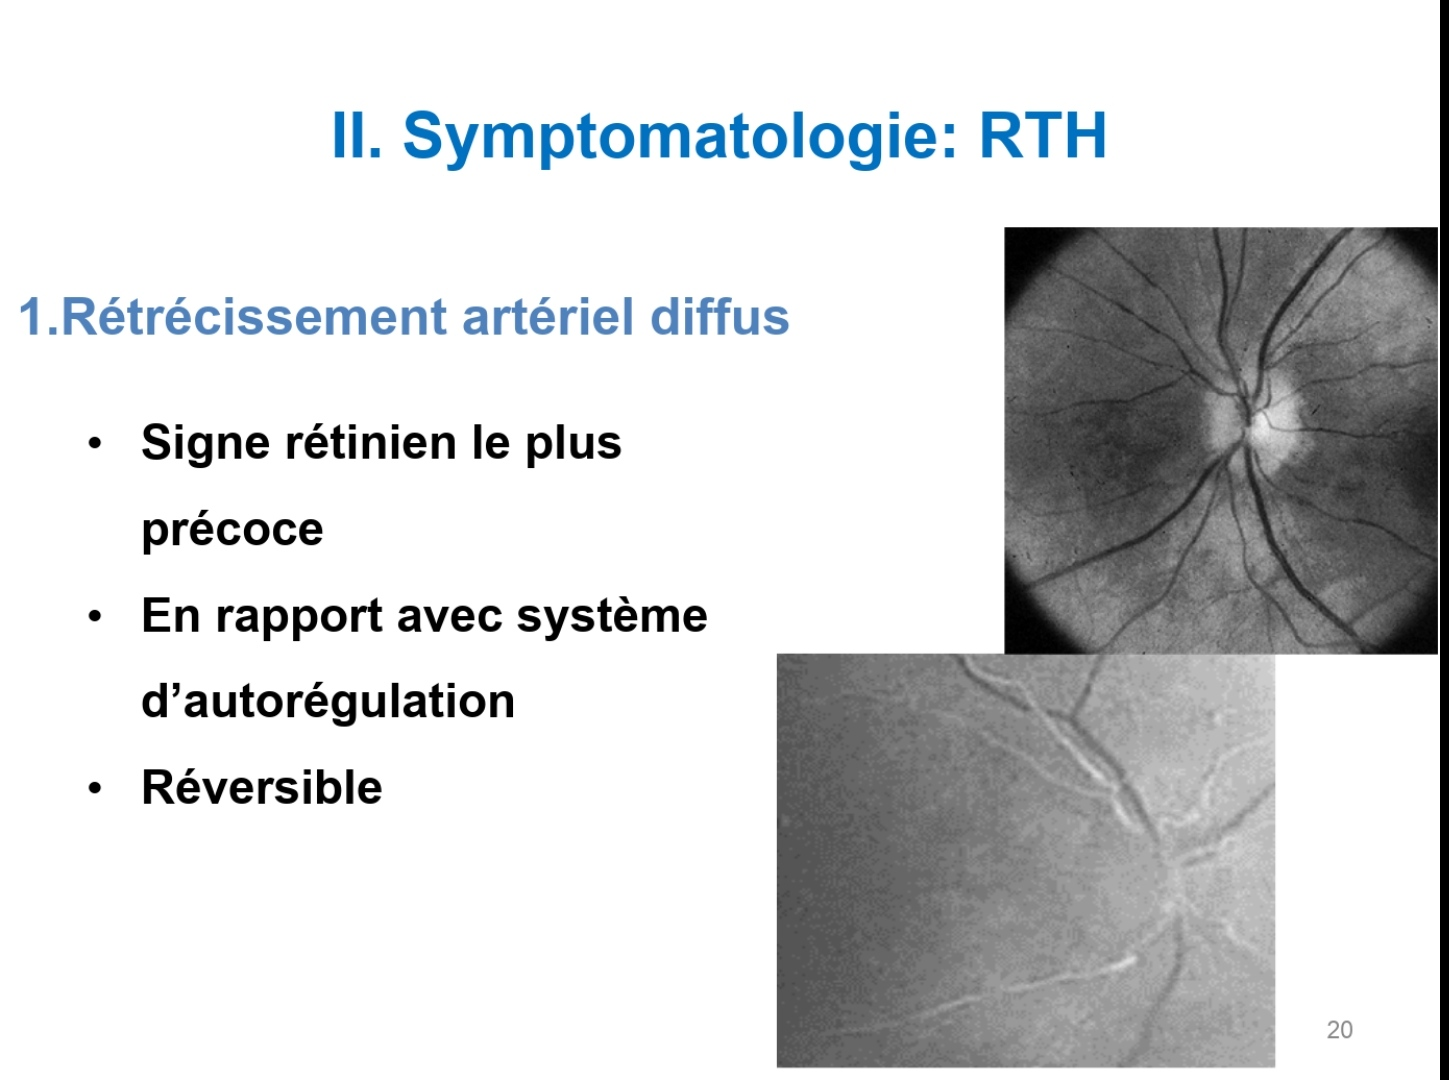 II. Symptomatologie: RTH
1.Rétrécissement artériel diffus
• Signe rétinien le plus
précoce
• En rapport avec système
d’autorégulation
• Réversible
20